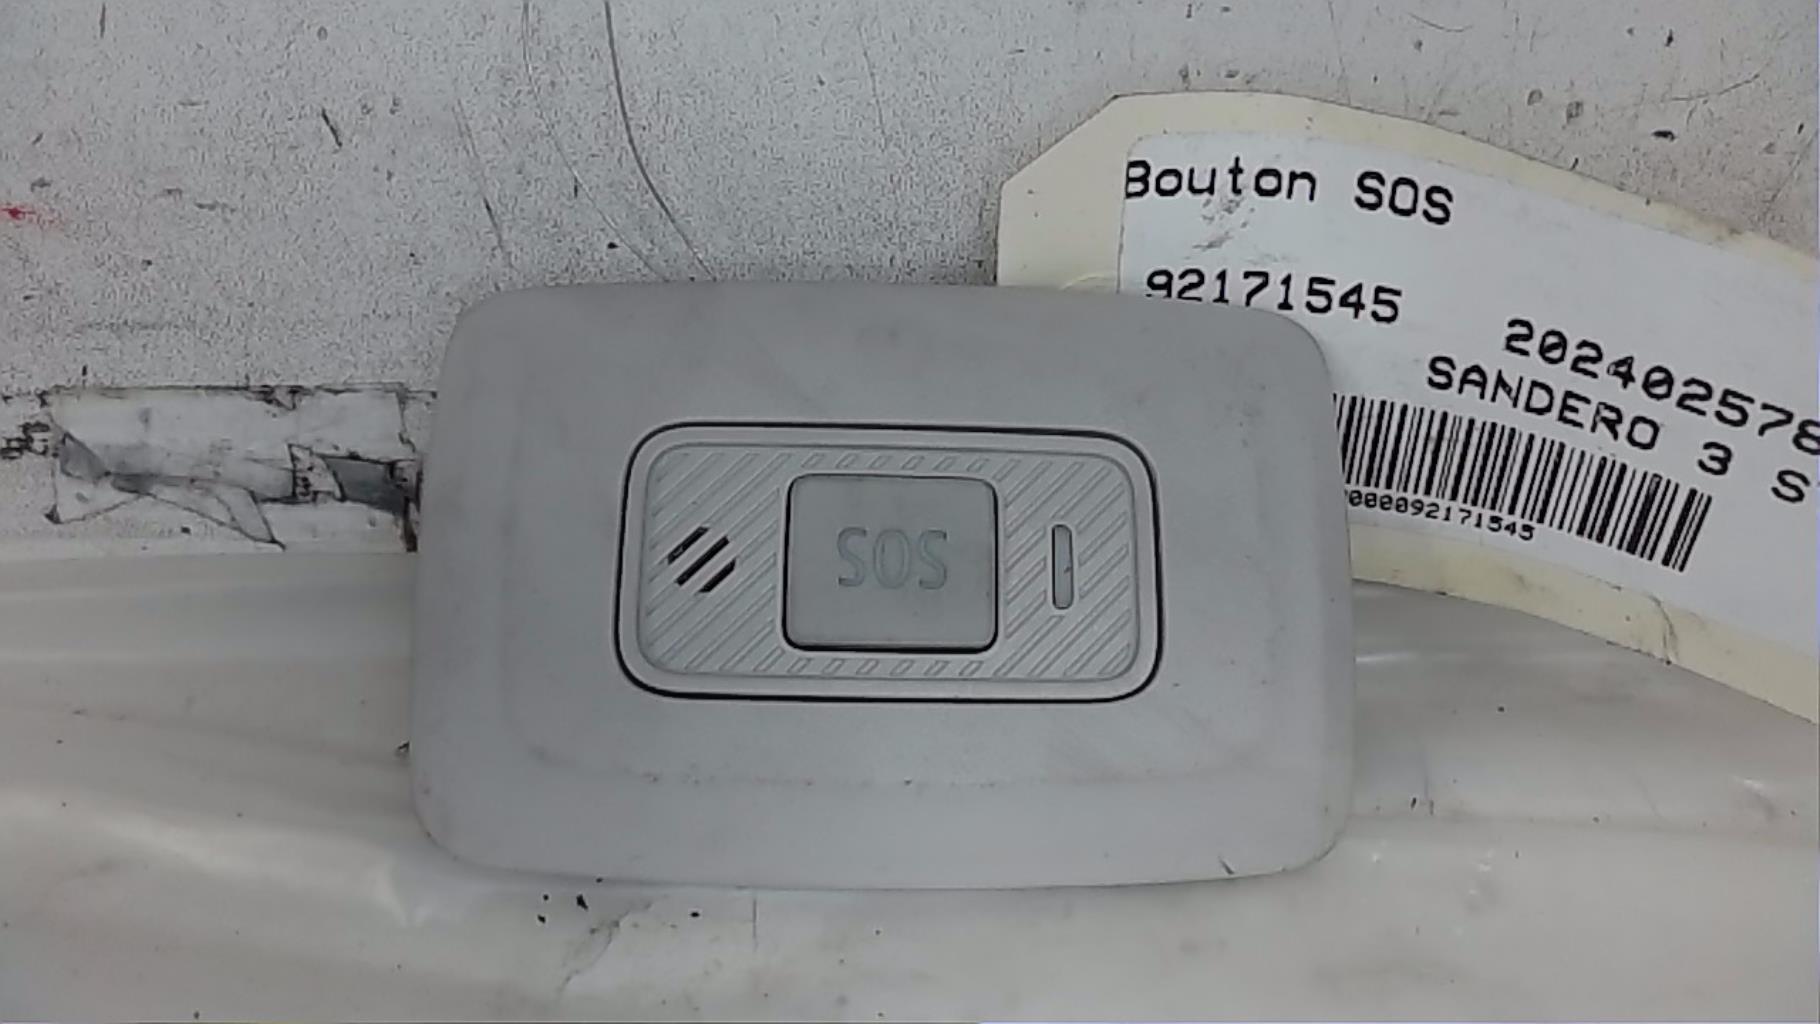 Bouton SOS
92171545
202402578
SANDERO 3 S
000092171545
SOS